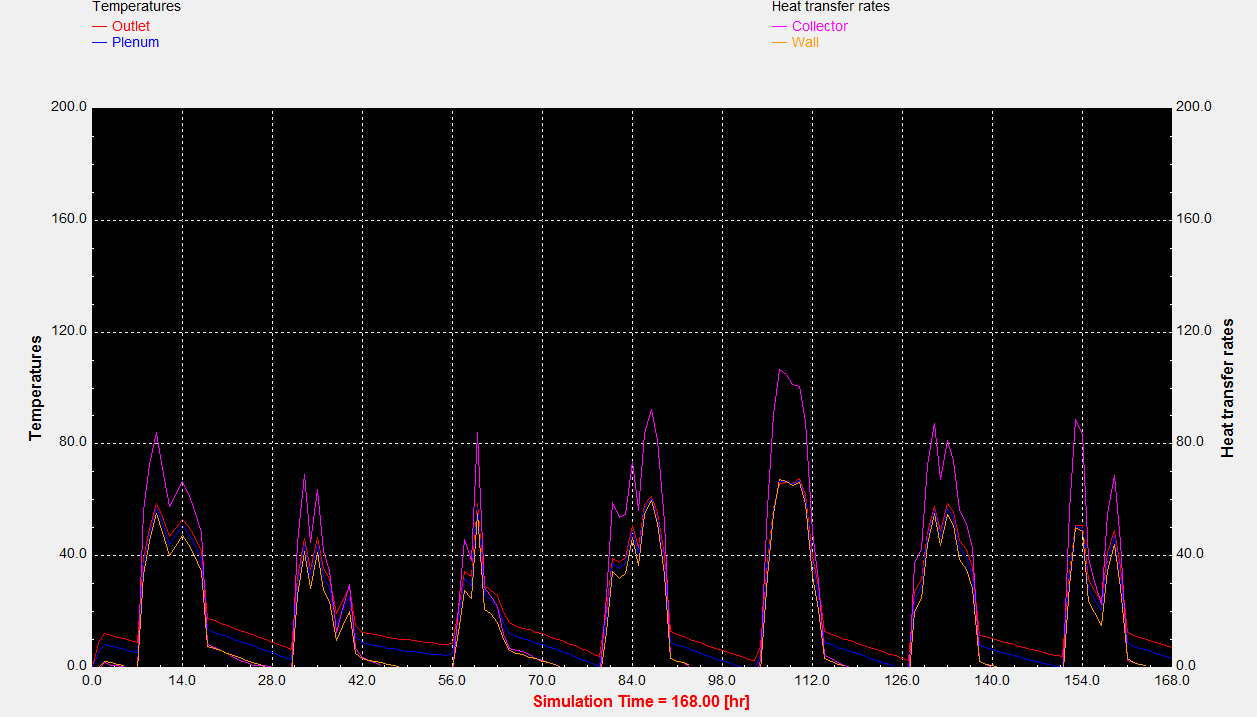 Temperatures
Outlet
Plenum
Heat transfer rates
Collector
Wall
200.0 200.0
160.0 160.0
120.0 120.0
80.0 80.0
40.0 40.0
0.0 0.0
Temperatures
Heat transfer rates
0.0 14.0 28.0 42.0 56.0 70.0 84.0 98.0 112.0 126.0 140.0 154.0 168.0
Simulation Time = 168.00 [hr]